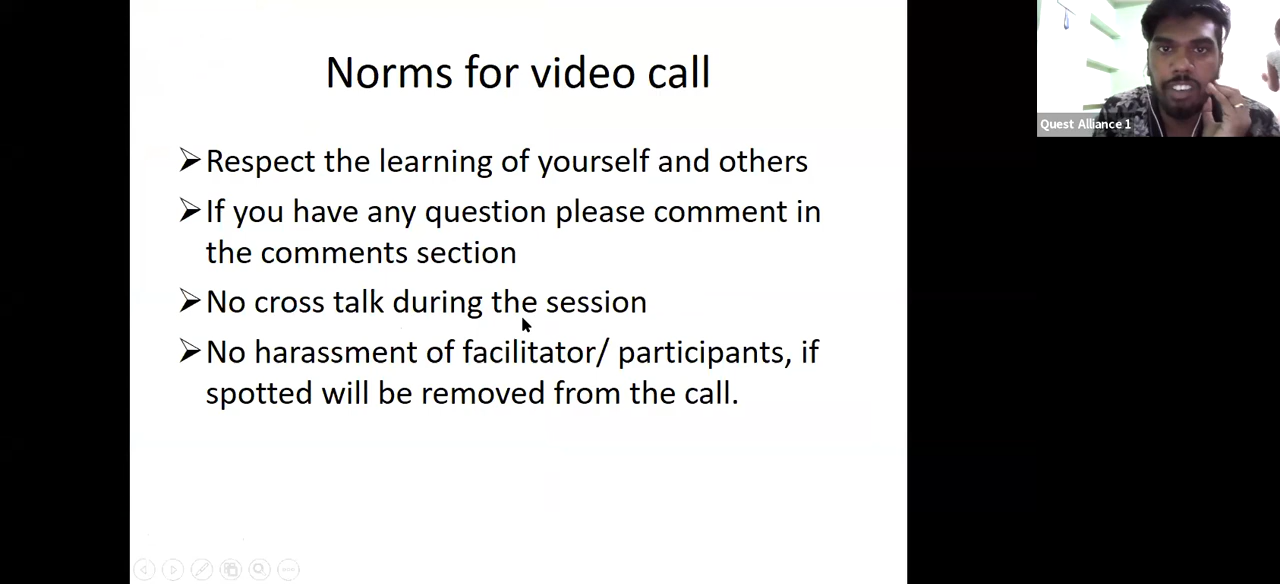 Norms for video call
➢Respect the learning of yourself and others
➢If you have any question please comment in
the comments section
➢No cross talk during the session
➢No harassment of facilitator/ participants, if
spotted will be removed from the call.
Quest Alliance 1